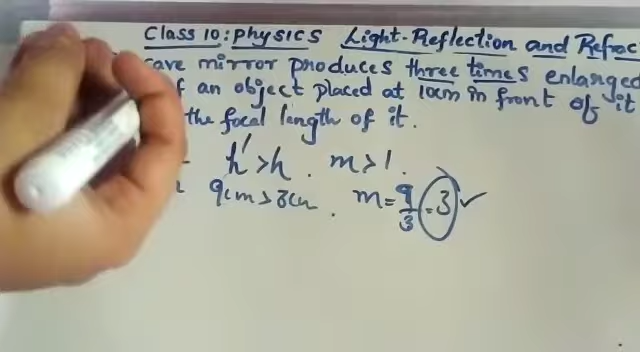 Class 10: Physics Light-Reflection and Refrac
cave mirror produces three times enlarged
f an object placed at 10cm in front of it
the focal length of it.
h' > h . m > 1.
9cm > 3cm . m = 9/3 = 3 ✓